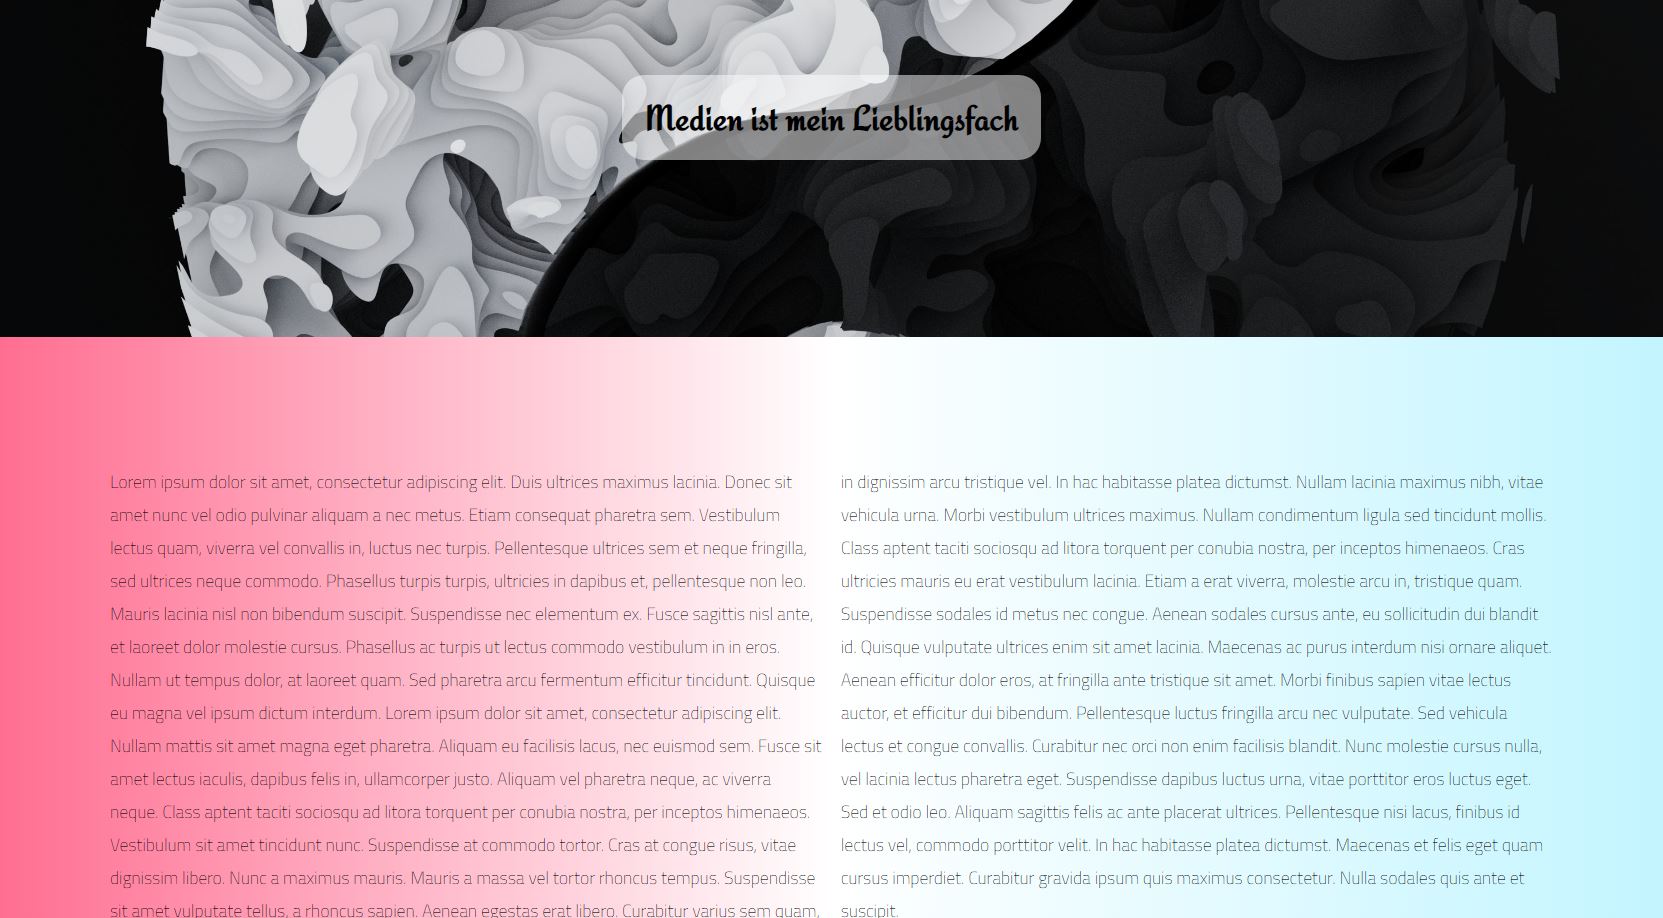 Medien ist mein Lieblingsfach
Lorem ipsum dolor sit amet, consectetur adipiscing elit. Duis ultrices maximus lacinia. Donec sit
amet nunc vel odio pulvinar aliquam a nec metus. Etiam consequat pharetra sem. Vestibulum
lectus quam, viverra vel convallis in, luctus nec turpis. Pellentesque ultrices sem et neque fringilla,
sed ultrices neque commodo. Phasellus turpis turpis, ultricies in dapibus et, pellentesque non leo.
Mauris lacinia nisl non bibendum suscipit. Suspendisse nec elementum ex. Fusce sagittis nisl ante,
et laoreet dolor molestie cursus. Phasellus ac turpis ut lectus commodo vestibulum in in eros.
Nullam ut tempus dolor, at laoreet quam. Sed pharetra arcu fermentum efficitur tincidunt. Quisque
eu magna vel ipsum dictum interdum. Lorem ipsum dolor sit amet, consectetur adipiscing elit.
Nullam mattis sit amet magna eget pharetra. Aliquam eu facilisis lacus, nec euismod sem. Fusce sit
amet lectus iaculis, dapibus felis in, ullamcorper justo. Aliquam vel pharetra neque, ac viverra
neque. Class aptent taciti sociosqu ad litora torquent per conubia nostra, per inceptos himenaeos.
Vestibulum sit amet tincidunt nunc. Suspendisse at commodo tortor. Cras at congue risus, vitae
dignissim libero. Nunc a maximus mauris. Mauris a massa vel tortor rhoncus tempus. Suspendisse
sit amet vulputate tellus, a rhoncus sapien. Aenean egestas erat libero. Curabitur varius sem quam,
in dignissim arcu tristique vel. In hac habitasse platea dictumst. Nullam lacinia maximus nibh, vitae
vehicula urna. Morbi vestibulum ultrices maximus. Nullam condimentum ligula sed tincidunt mollis.
Class aptent taciti sociosqu ad litora torquent per conubia nostra, per inceptos himenaeos. Cras
ultricies mauris eu erat vestibulum lacinia. Etiam a erat viverra, molestie arcu in, tristique quam.
Suspendisse sodales id metus nec congue. Aenean sodales cursus ante, eu sollicitudin dui blandit
id. Quisque vulputate ultrices enim sit amet lacinia. Maecenas ac purus interdum nisi ornare aliquet.
Aenean efficitur dolor eros, at fringilla ante tristique sit amet. Morbi finibus sapien vitae lectus
auctor, et efficitur dui bibendum. Pellentesque luctus fringilla arcu nec vulputate. Sed vehicula
lectus et congue convallis. Curabitur nec orci non enim facilisis blandit. Nunc molestie cursus nulla,
vel lacinia lectus pharetra eget. Suspendisse dapibus luctus urna, vitae porttitor eros luctus eget.
Sed et odio leo. Aliquam sagittis felis ac ante placerat ultrices. Pellentesque nisi lacus, finibus id
lectus vel, commodo porttitor velit. In hac habitasse platea dictumst. Maecenas et felis eget quam
cursus imperdiet. Curabitur gravida ipsum quis maximus consectetur. Nulla sodales quis ante et
suscipit.